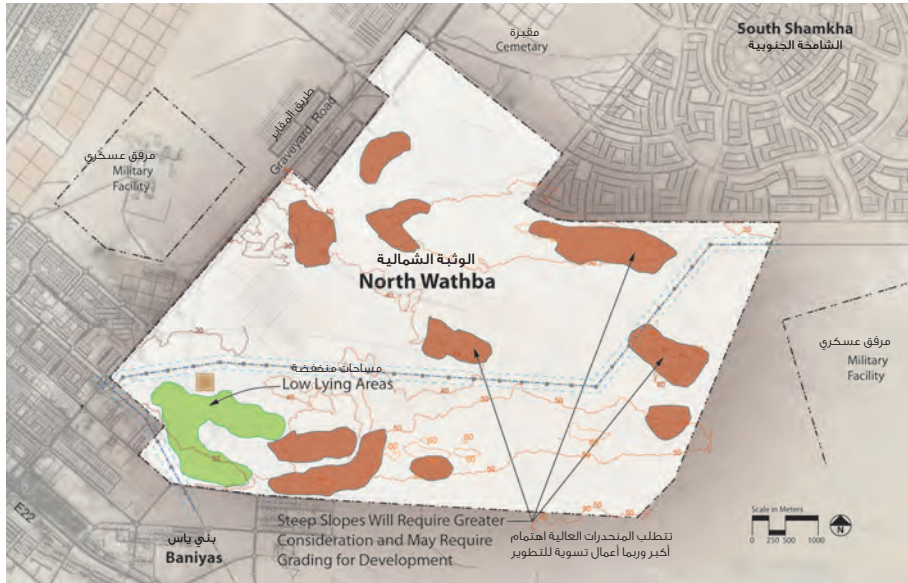 مقبرة
Cemetary
South Shamkha
الشامخة الجنوبية
طريق المقابر
Graveyard Road
مرفق عسكري
Military
Facility
الوثبة الشمالية
North Wathba
مرفق عسكري
Military
Facility
مساحات منخفضة
Low Lying Areas
E22
بني ياس
Baniyas
Steep Slopes Will Require Greater
Consideration and May Require
Grading for Development
تتطلب المنحدرات العالية اهتمام
أكبر وربما أعمال تسوية للتطوير
Scale in Meters
0 250 500 1000
N